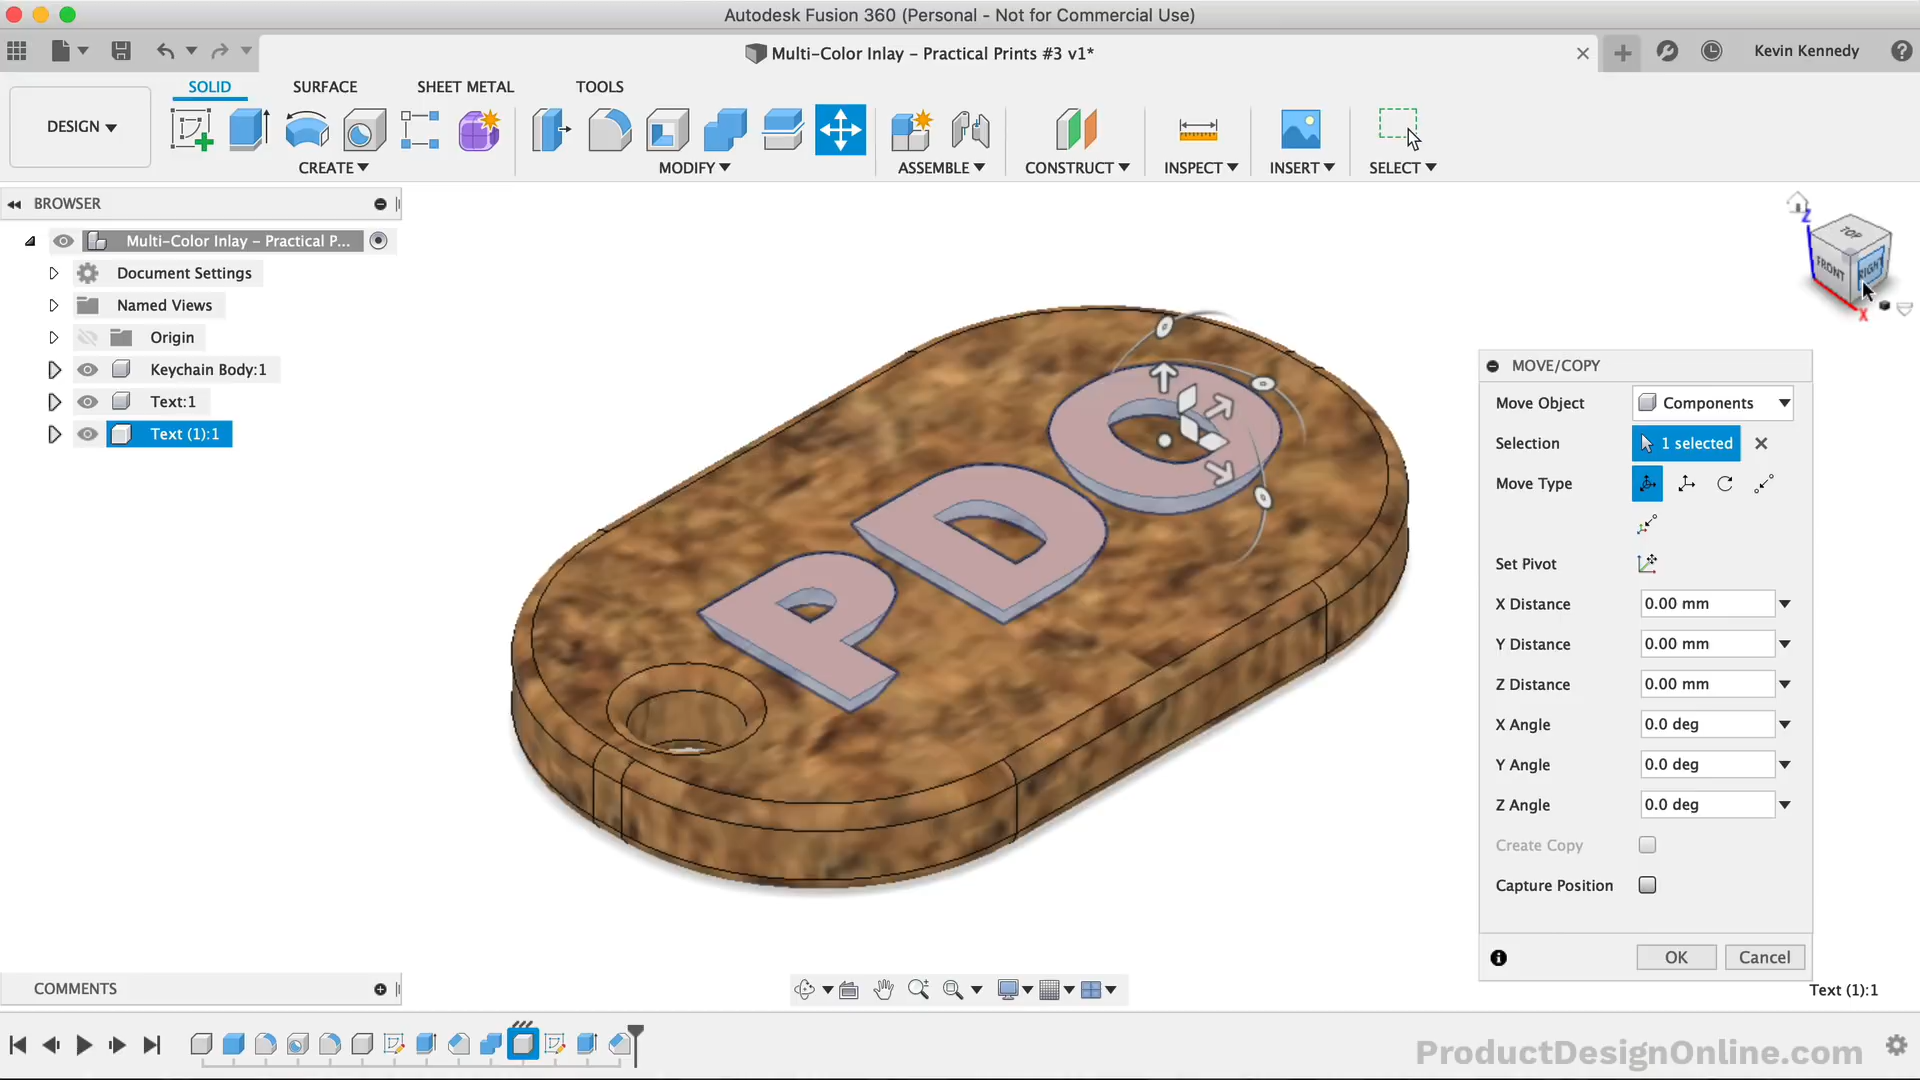 Autodesk Fusion 360 (Personal - Not for Commercial Use)
Multi-Color Inlay – Practical Prints #3 v1*
Kevin Kennedy
DESIGN
SOLID
SURFACE
SHEET METAL
TOOLS
CREATE
MODIFY
ASSEMBLE
CONSTRUCT
INSPECT
INSERT
SELECT
BROWSER
Multi-Color Inlay – Practical P...
Document Settings
Named Views
Origin
Keychain Body:1
Text:1
Text (1):1
Z
TOP
FRONT
RIGHT
X
PDO
MOVE/COPY
Move Object
Components
Selection
1 selected
Move Type
Set Pivot
X Distance
0.00 mm
Y Distance
0.00 mm
Z Distance
0.00 mm
X Angle
0.0 deg
Y Angle
0.0 deg
Z Angle
0.0 deg
Create Copy
Capture Position
OK
Cancel
COMMENTS
Text (1):1
ProductDesignOnline.com